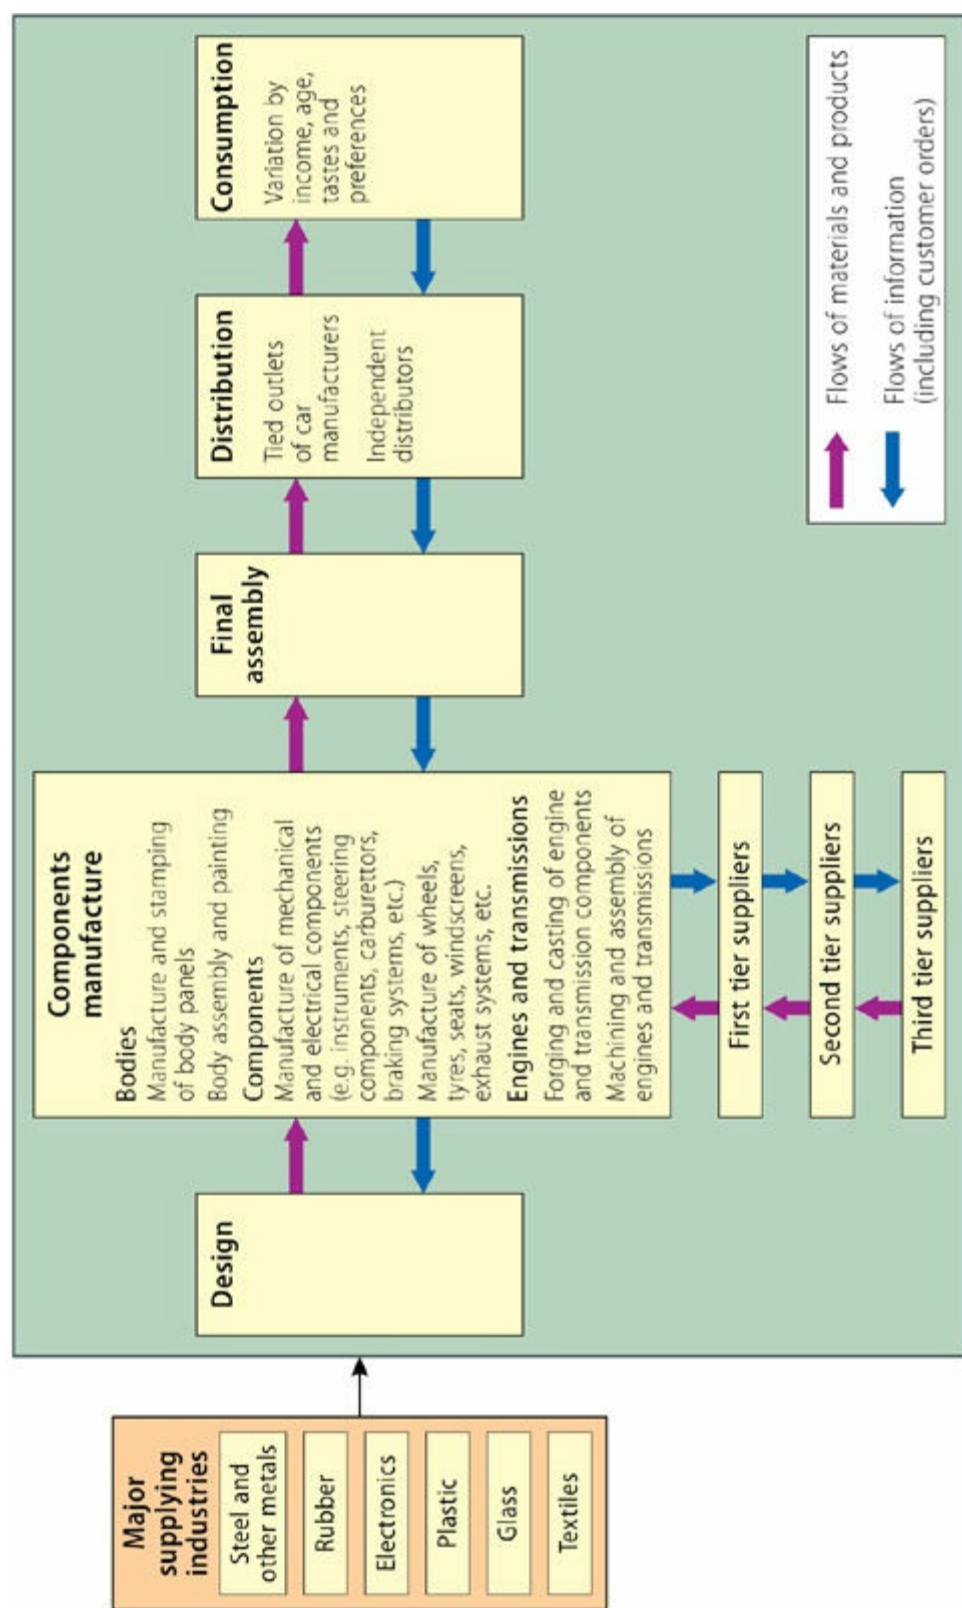 Major
supplying
industries
Steel and
other metals
Rubber
Electronics
Plastic
Glass
Textiles
Design
Components
manufacture
Bodies
Manufacture and stamping
of body panels
Body assembly and painting
Components
Manufacture of mechanical
and electrical components
(e.g. instruments, steering
components, carburettors,
braking systems, etc.)
Manufacture of wheels,
tyres, seats, windscreens,
exhaust systems, etc.
Engines and transmissions
Forging and casting of engine
and transmission components
Machining and assembly of
engines and transmissions
First tier suppliers
Second tier suppliers
Third tier suppliers
Final
assembly
Distribution
Tied outlets
of car
manufacturers
Independent
distributors
Consumption
Variation by
income, age,
tastes and
preferences
Flows of materials and products
Flows of information
(including customer orders)